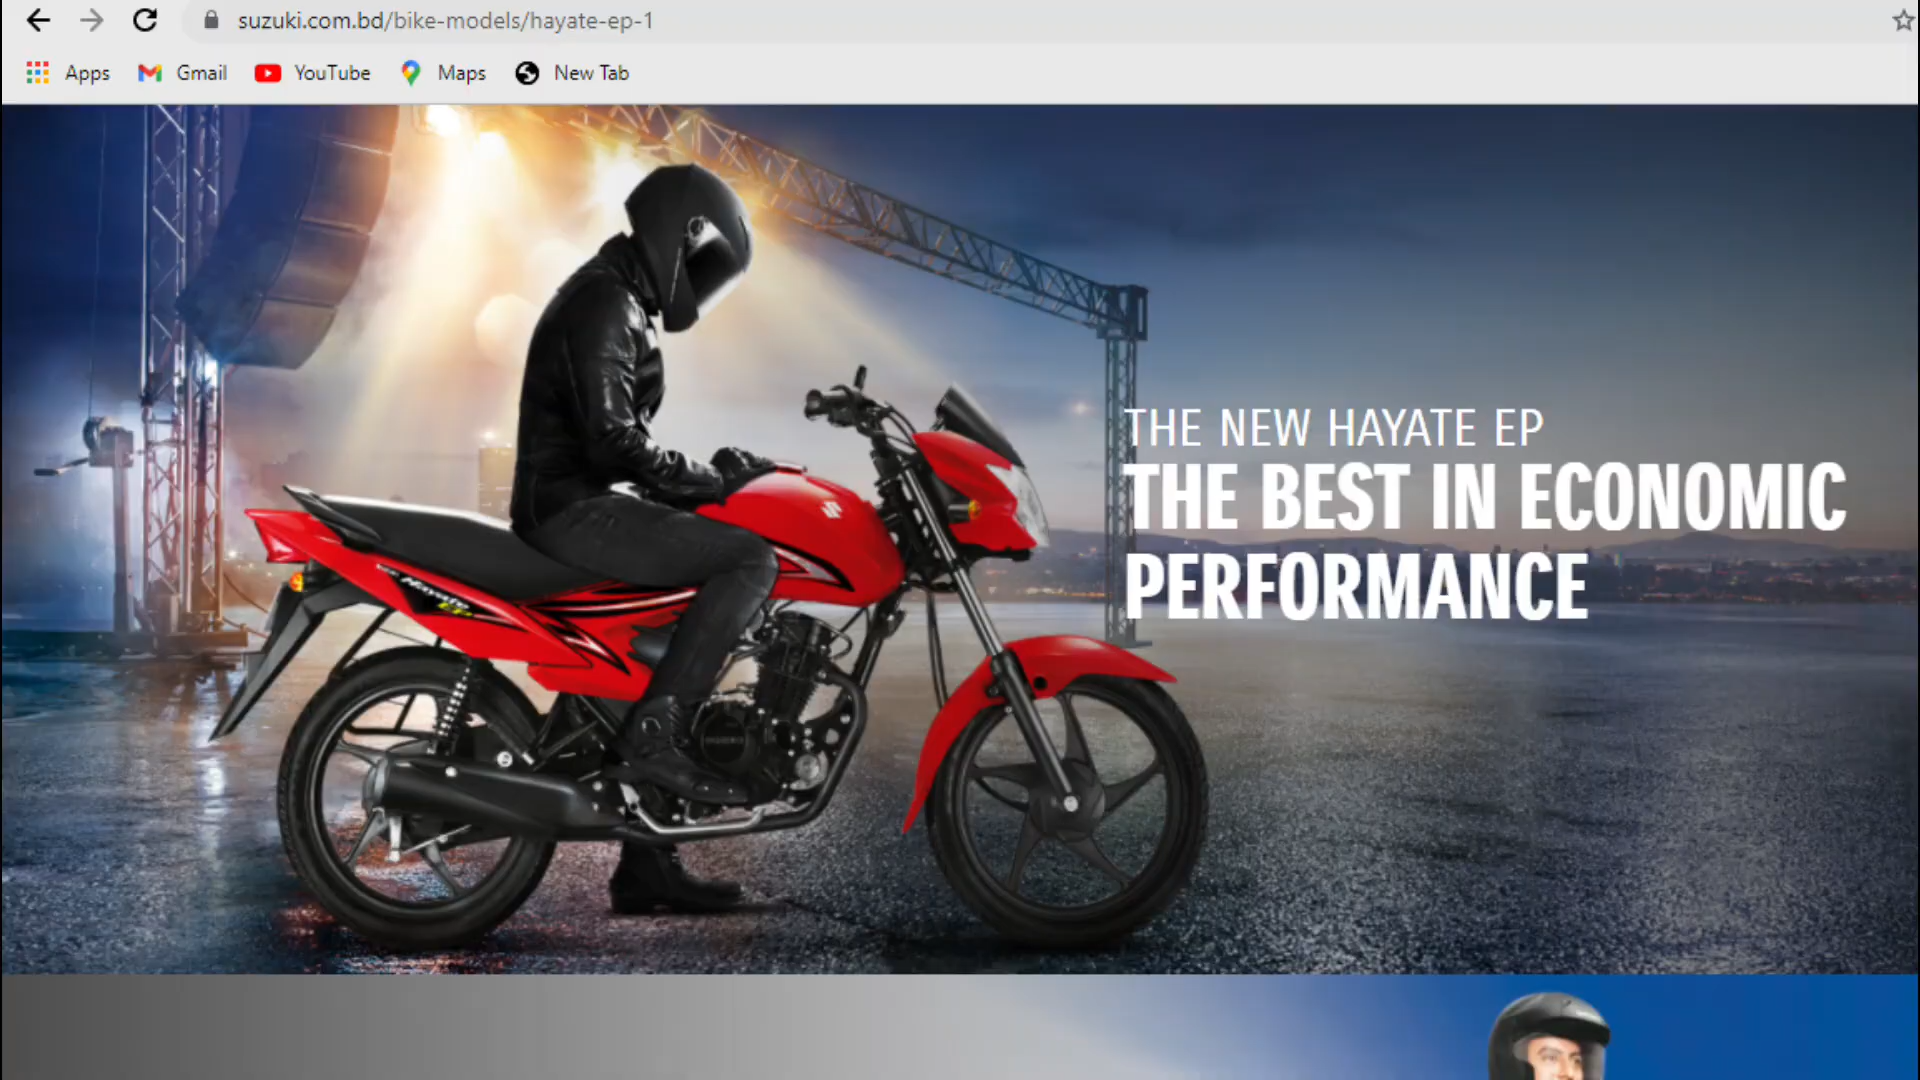 suzuki.com.bd/bike-models/hayate-ep-1
Apps Gmail YouTube Maps New Tab
THE NEW HAYATE EP
THE BEST IN ECONOMIC
PERFORMANCE
Hayate